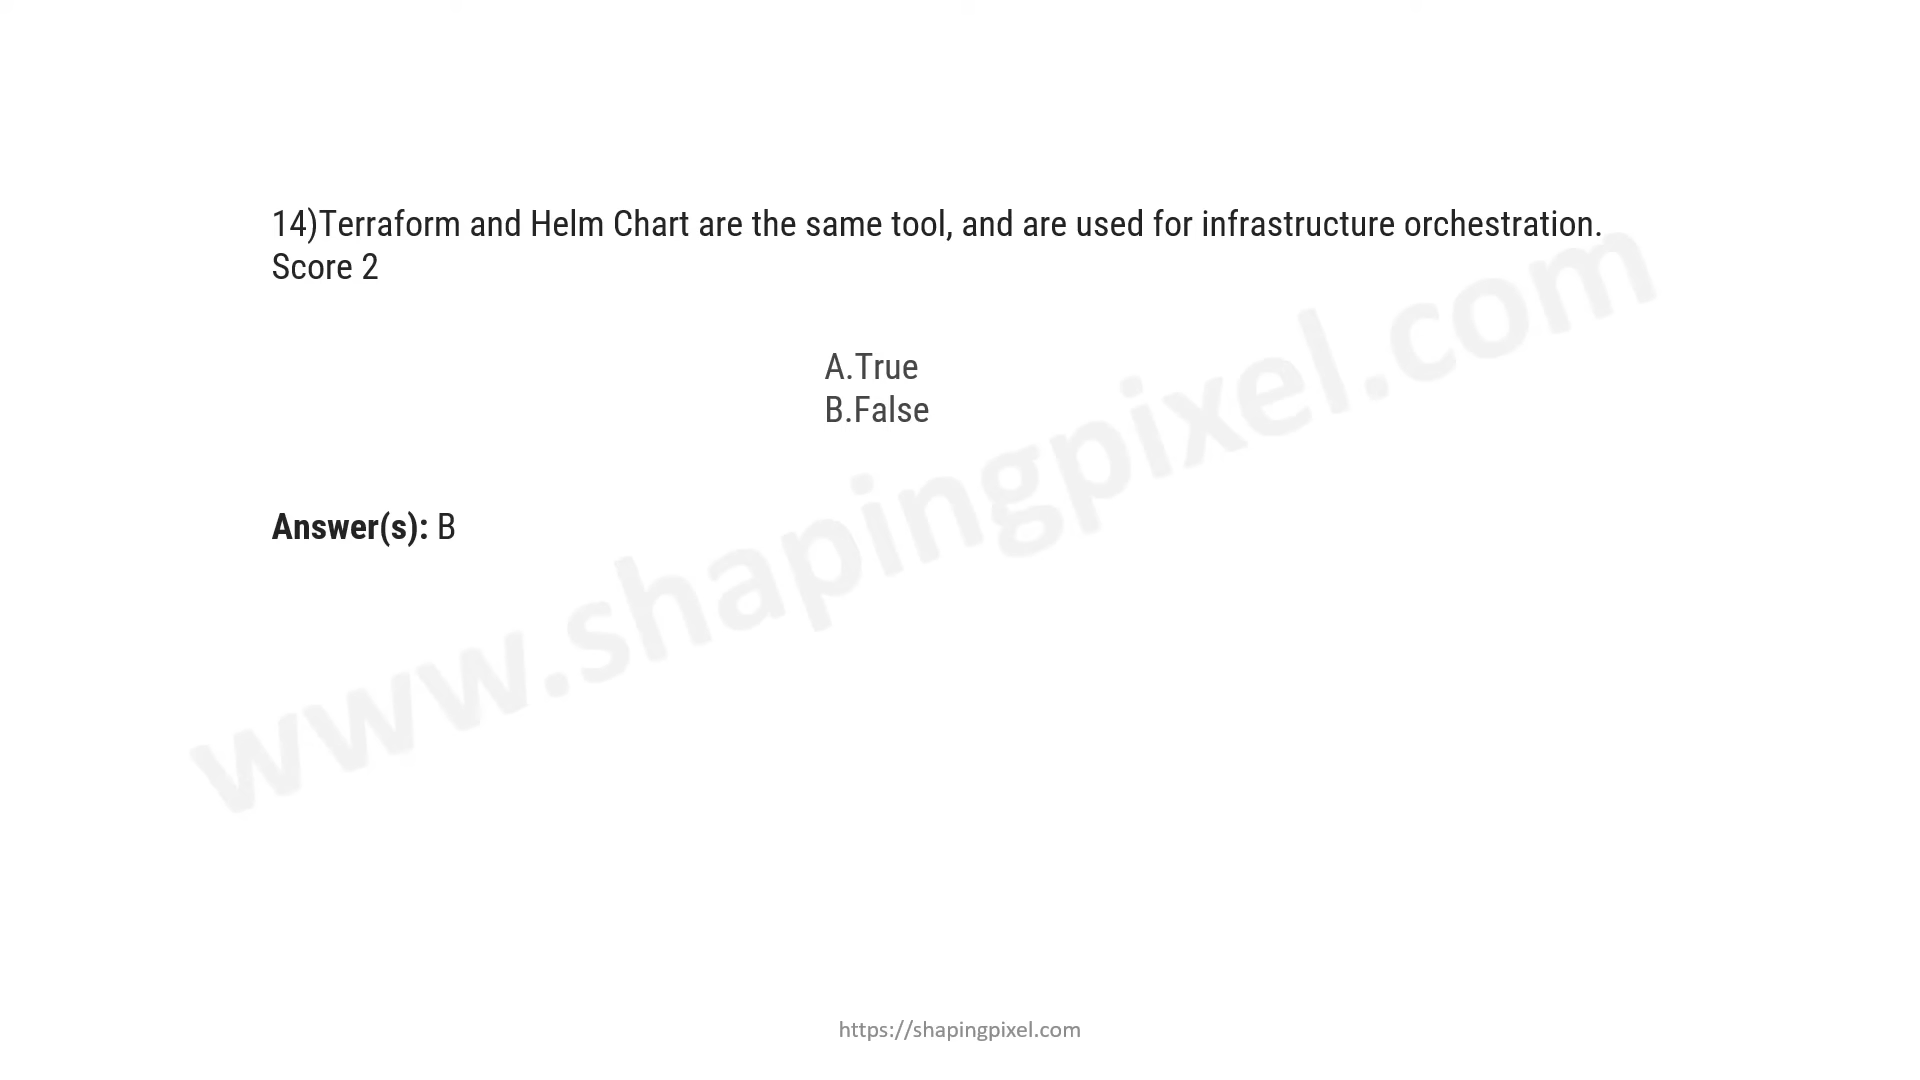 14)Terraform and Helm Chart are the same tool, and are used for infrastructure orchestration.
Score 2
A.True
B.False
Answer(s): B
www.shapingpixel.com
https://shapingpixel.com